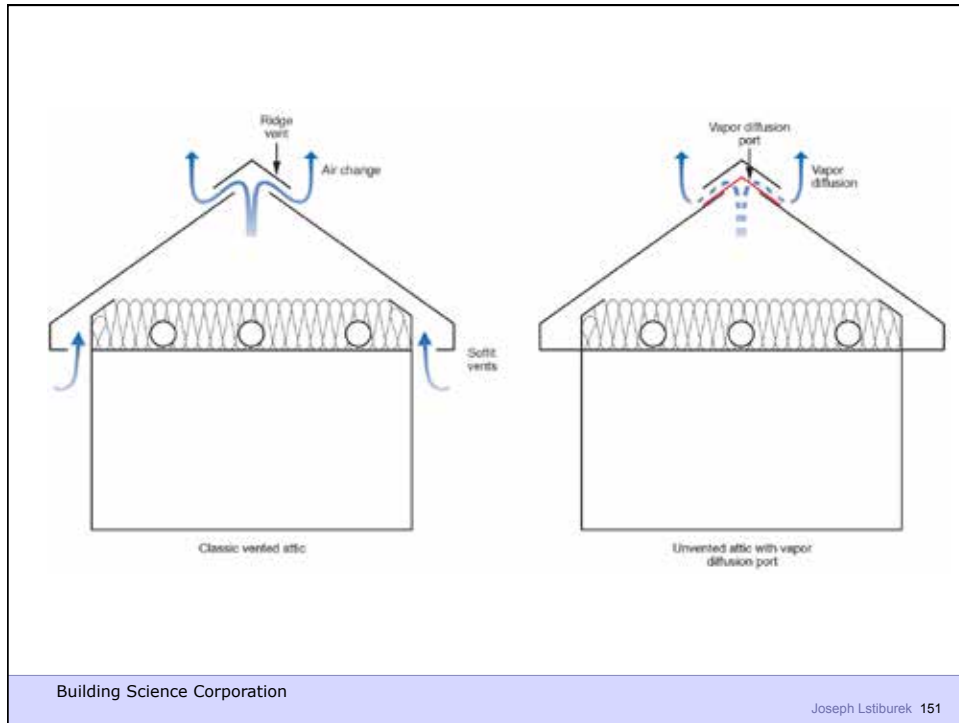 Ridge
vent
Air change
Soffit
vents
Classic vented attic
Vapor diffusion
port
Vapor
diffusion
Unvented attic with vapor
diffusion port
Building Science Corporation
Joseph Lstiburek 151